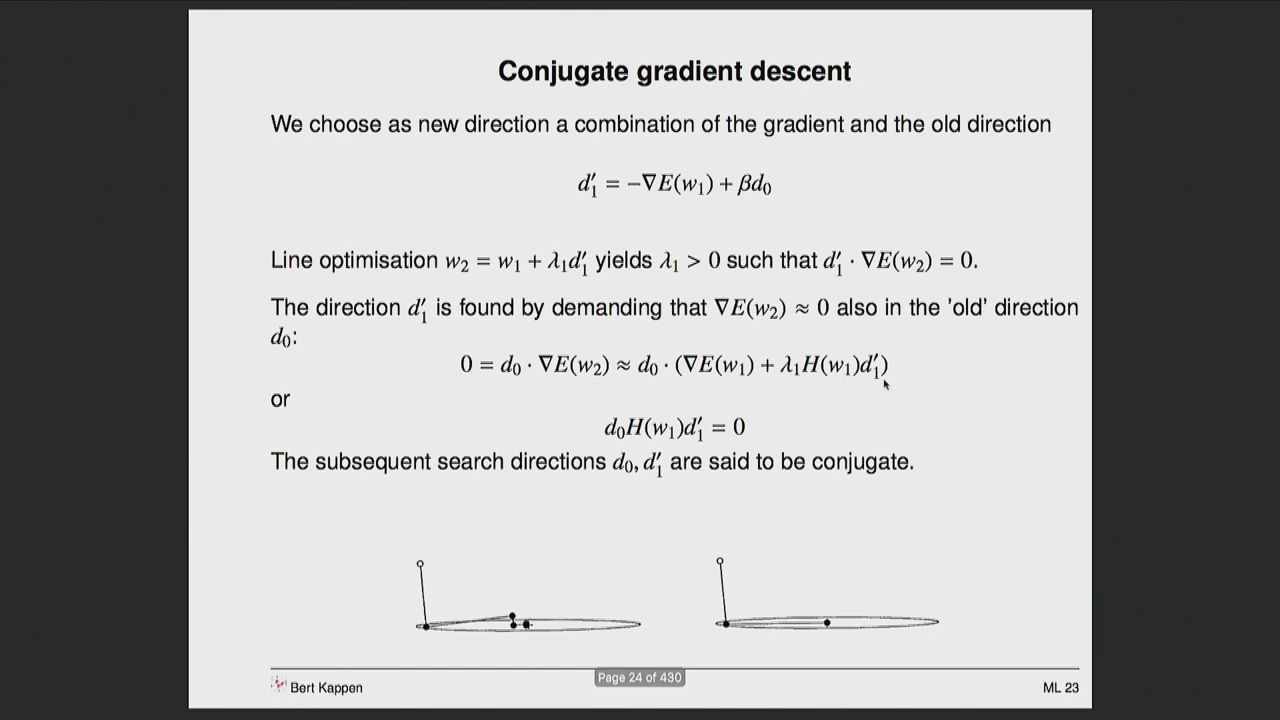 Conjugate gradient descent
We choose as new direction a combination of the gradient and the old direction
d′₁ = −∇E(w₁) + βd₀
Line optimisation w₂ = w₁ + λ₁d′₁ yields λ₁ > 0 such that d′₁ · ∇E(w₂) = 0.
The direction d′₁ is found by demanding that ∇E(w₂) ≈ 0 also in the 'old' direction
d₀:
0 = d₀ · ∇E(w₂) ≈ d₀ · (∇E(w₁) + λ₁H(w₁)d′₁)
or
d₀H(w₁)d′₁ = 0
The subsequent search directions d₀, d′₁ are said to be conjugate.
Bert Kappen
Page 24 of 430
ML 23